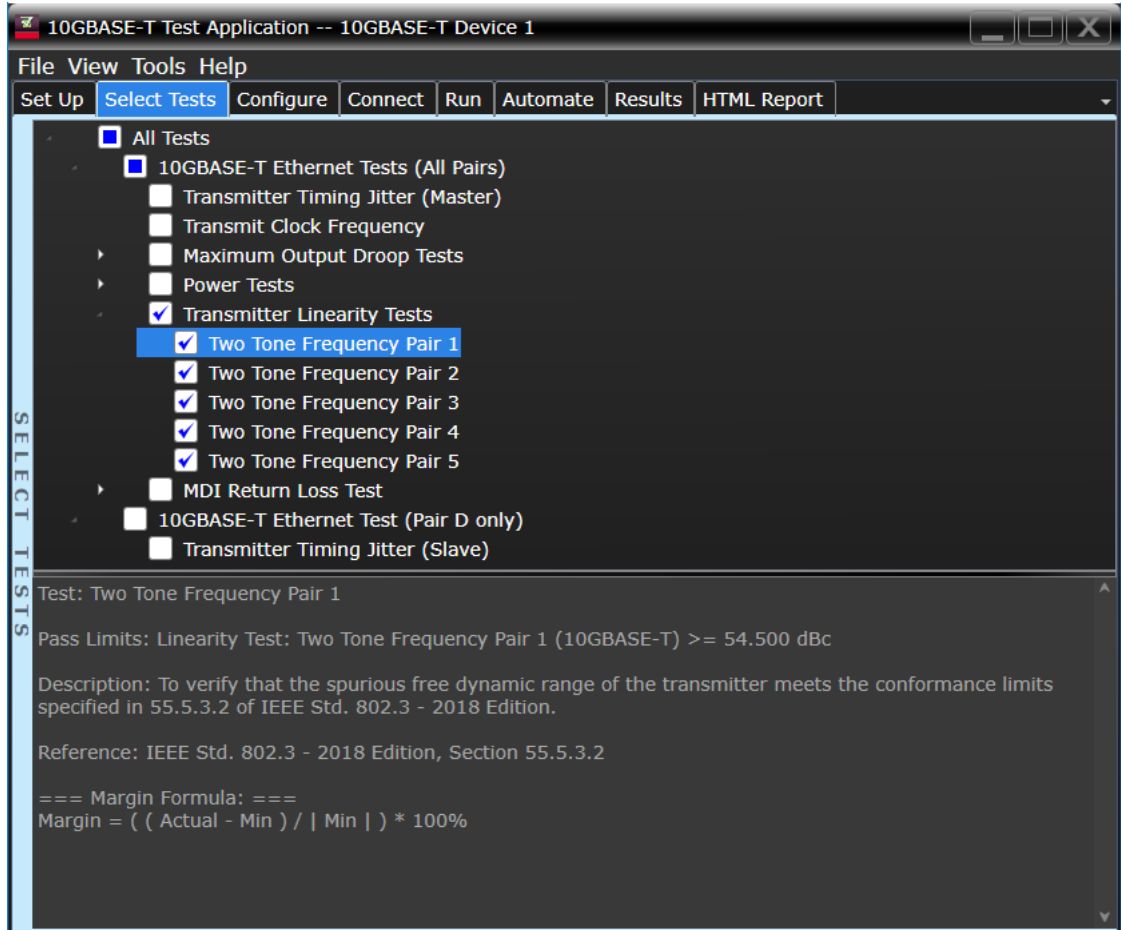 10GBASE-T Test Application -- 10GBASE-T Device 1
File View Tools Help
Set Up Select Tests Configure Connect Run Automate Results HTML Report
All Tests
10GBASE-T Ethernet Tests (All Pairs)
Transmitter Timing Jitter (Master)
Transmit Clock Frequency
Maximum Output Droop Tests
Power Tests
Transmitter Linearity Tests
Two Tone Frequency Pair 1
Two Tone Frequency Pair 2
Two Tone Frequency Pair 3
Two Tone Frequency Pair 4
Two Tone Frequency Pair 5
MDI Return Loss Test
10GBASE-T Ethernet Test (Pair D only)
Transmitter Timing Jitter (Slave)
SELECT TESTS
Test: Two Tone Frequency Pair 1
Pass Limits: Linearity Test: Two Tone Frequency Pair 1 (10GBASE-T) >= 54.500 dBc
Description: To verify that the spurious free dynamic range of the transmitter meets the conformance limits
specified in 55.5.3.2 of IEEE Std. 802.3 - 2018 Edition.
Reference: IEEE Std. 802.3 - 2018 Edition, Section 55.5.3.2
=== Margin Formula: ===
Margin = ( ( Actual - Min ) / | Min | ) * 100%